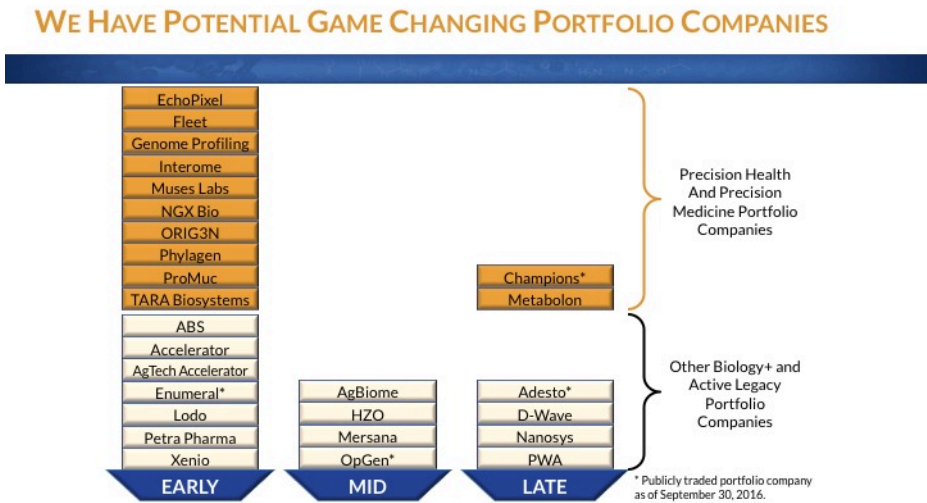 WE HAVE POTENTIAL GAME CHANGING PORTFOLIO COMPANIES
EchoPixel
Fleet
Genome Profiling
Interome
Muses Labs
NGX Bio
ORIG3N
Phylagen
ProMuc
TARA Biosystems
ABS
Accelerator
AgTech Accelerator
Enumeral*
Lodo
Petra Pharma
Xenio
EARLY
AgBiome
HZO
Mersana
OpGen*
MID
Champions*
Metabolon
Adesto*
D-Wave
Nanosys
PWA
LATE
Precision Health
And Precision
Medicine Portfolio
Companies
Other Biology+ and
Active Legacy
Portfolio
Companies
* Publicly traded portfolio company
as of September 30, 2016.